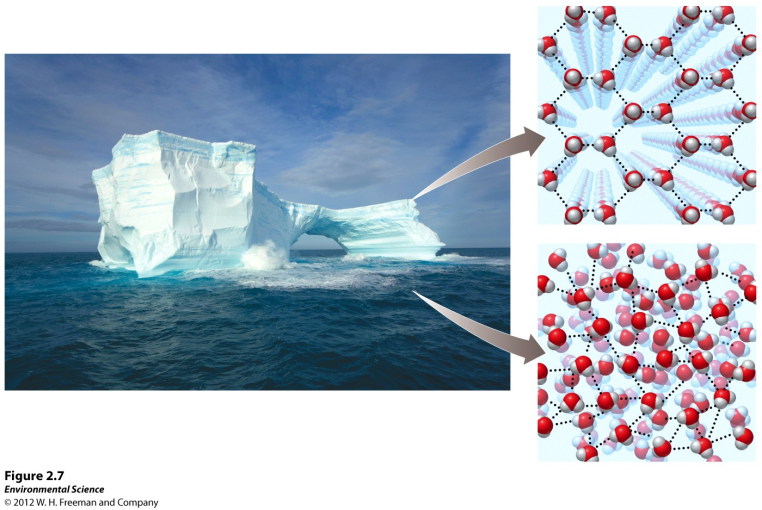 Figure 2.7
Environmental Science
© 2012 W. H. Freeman and Company